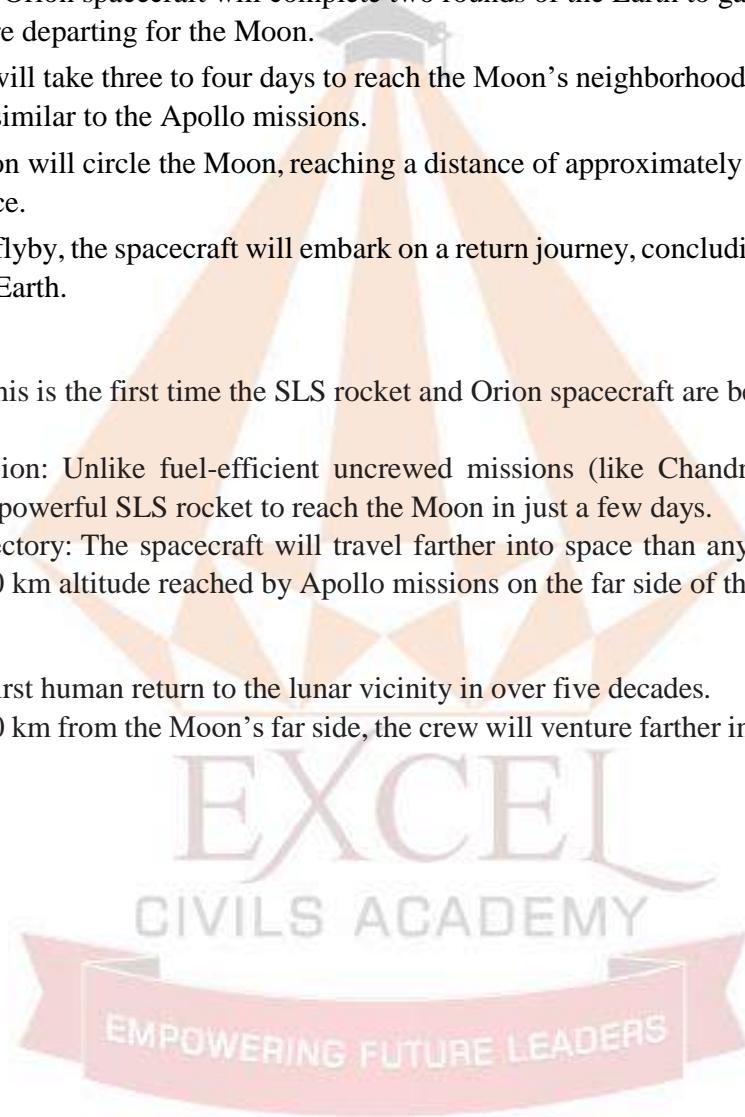 Orion spacecraft will complete two rounds of the Earth to ga
re departing for the Moon.
will take three to four days to reach the Moon’s neighborhood
similar to the Apollo missions.
on will circle the Moon, reaching a distance of approximately
ce.
flyby, the spacecraft will embark on a return journey, concludi
Earth.
his is the first time the SLS rocket and Orion spacecraft are be
ion: Unlike fuel-efficient uncrewed missions (like Chandr
powerful SLS rocket to reach the Moon in just a few days.
ectory: The spacecraft will travel farther into space than any
0 km altitude reached by Apollo missions on the far side of th
irst human return to the lunar vicinity in over five decades.
0 km from the Moon’s far side, the crew will venture farther in
EXCEL
CIVILS ACADEMY
EMPOWERING FUTURE LEADERS